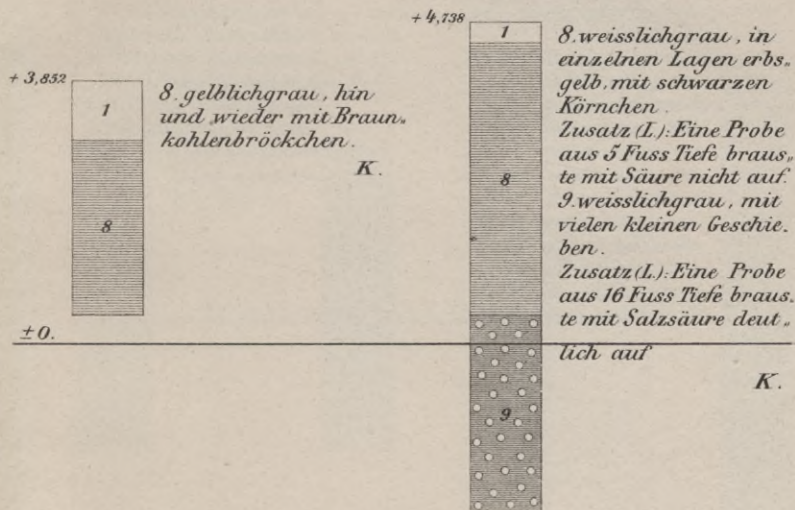 + 3,852
1
8
8. gelblichgrau, hin
und wieder mit Braun„
kohlenbröckchen.
K.
± 0.
+ 4,738
1
8
9
8. weisslichgrau, in
einzelnen Lagen erbs„
gelb, mit schwarzen
Körnchen.
Zusatz (L.): Eine Probe
aus 5 Fuss Tiefe braus„
te mit Säure nicht auf.
9. weisslichgrau, mit
vielen kleinen Geschie„
ben.
Zusatz (L.): Eine Probe
aus 16 Fuss Tiefe braus„
te mit Salzsäure deut„
lich auf
K.